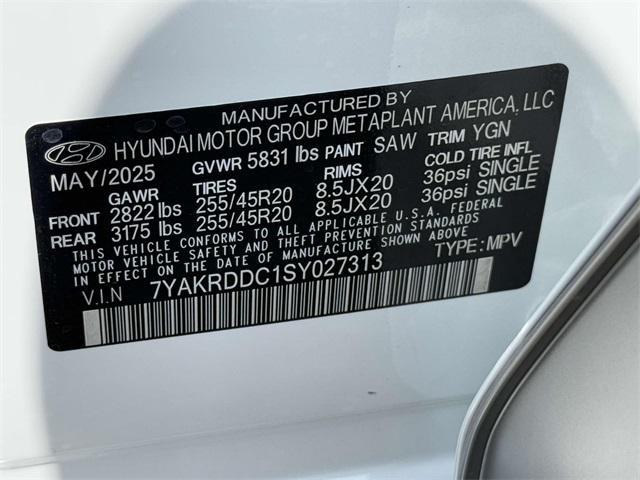 MANUFACTURED BY
HYUNDAI MOTOR GROUP METAPLANT AMERICA, LLC
MAY/2025 GVWR 5831 lbs PAINT SAW TRIM YGN
GAWR TIRES RIMS COLD TIRE INFL
FRONT 2822 lbs 255/45R20 8.5JX20 36psi SINGLE
REAR 3175 lbs 255/45R20 8.5JX20 36psi SINGLE
THIS VEHICLE CONFORMS TO ALL APPLICABLE U.S.A. FEDERAL
MOTOR VEHICLE SAFETY AND THEFT PREVENTION STANDARDS
IN EFFECT ON THE DATE OF MANUFACTURE SHOWN ABOVE.
V.I.N 7YAKRDDC1SY027313 TYPE: MPV